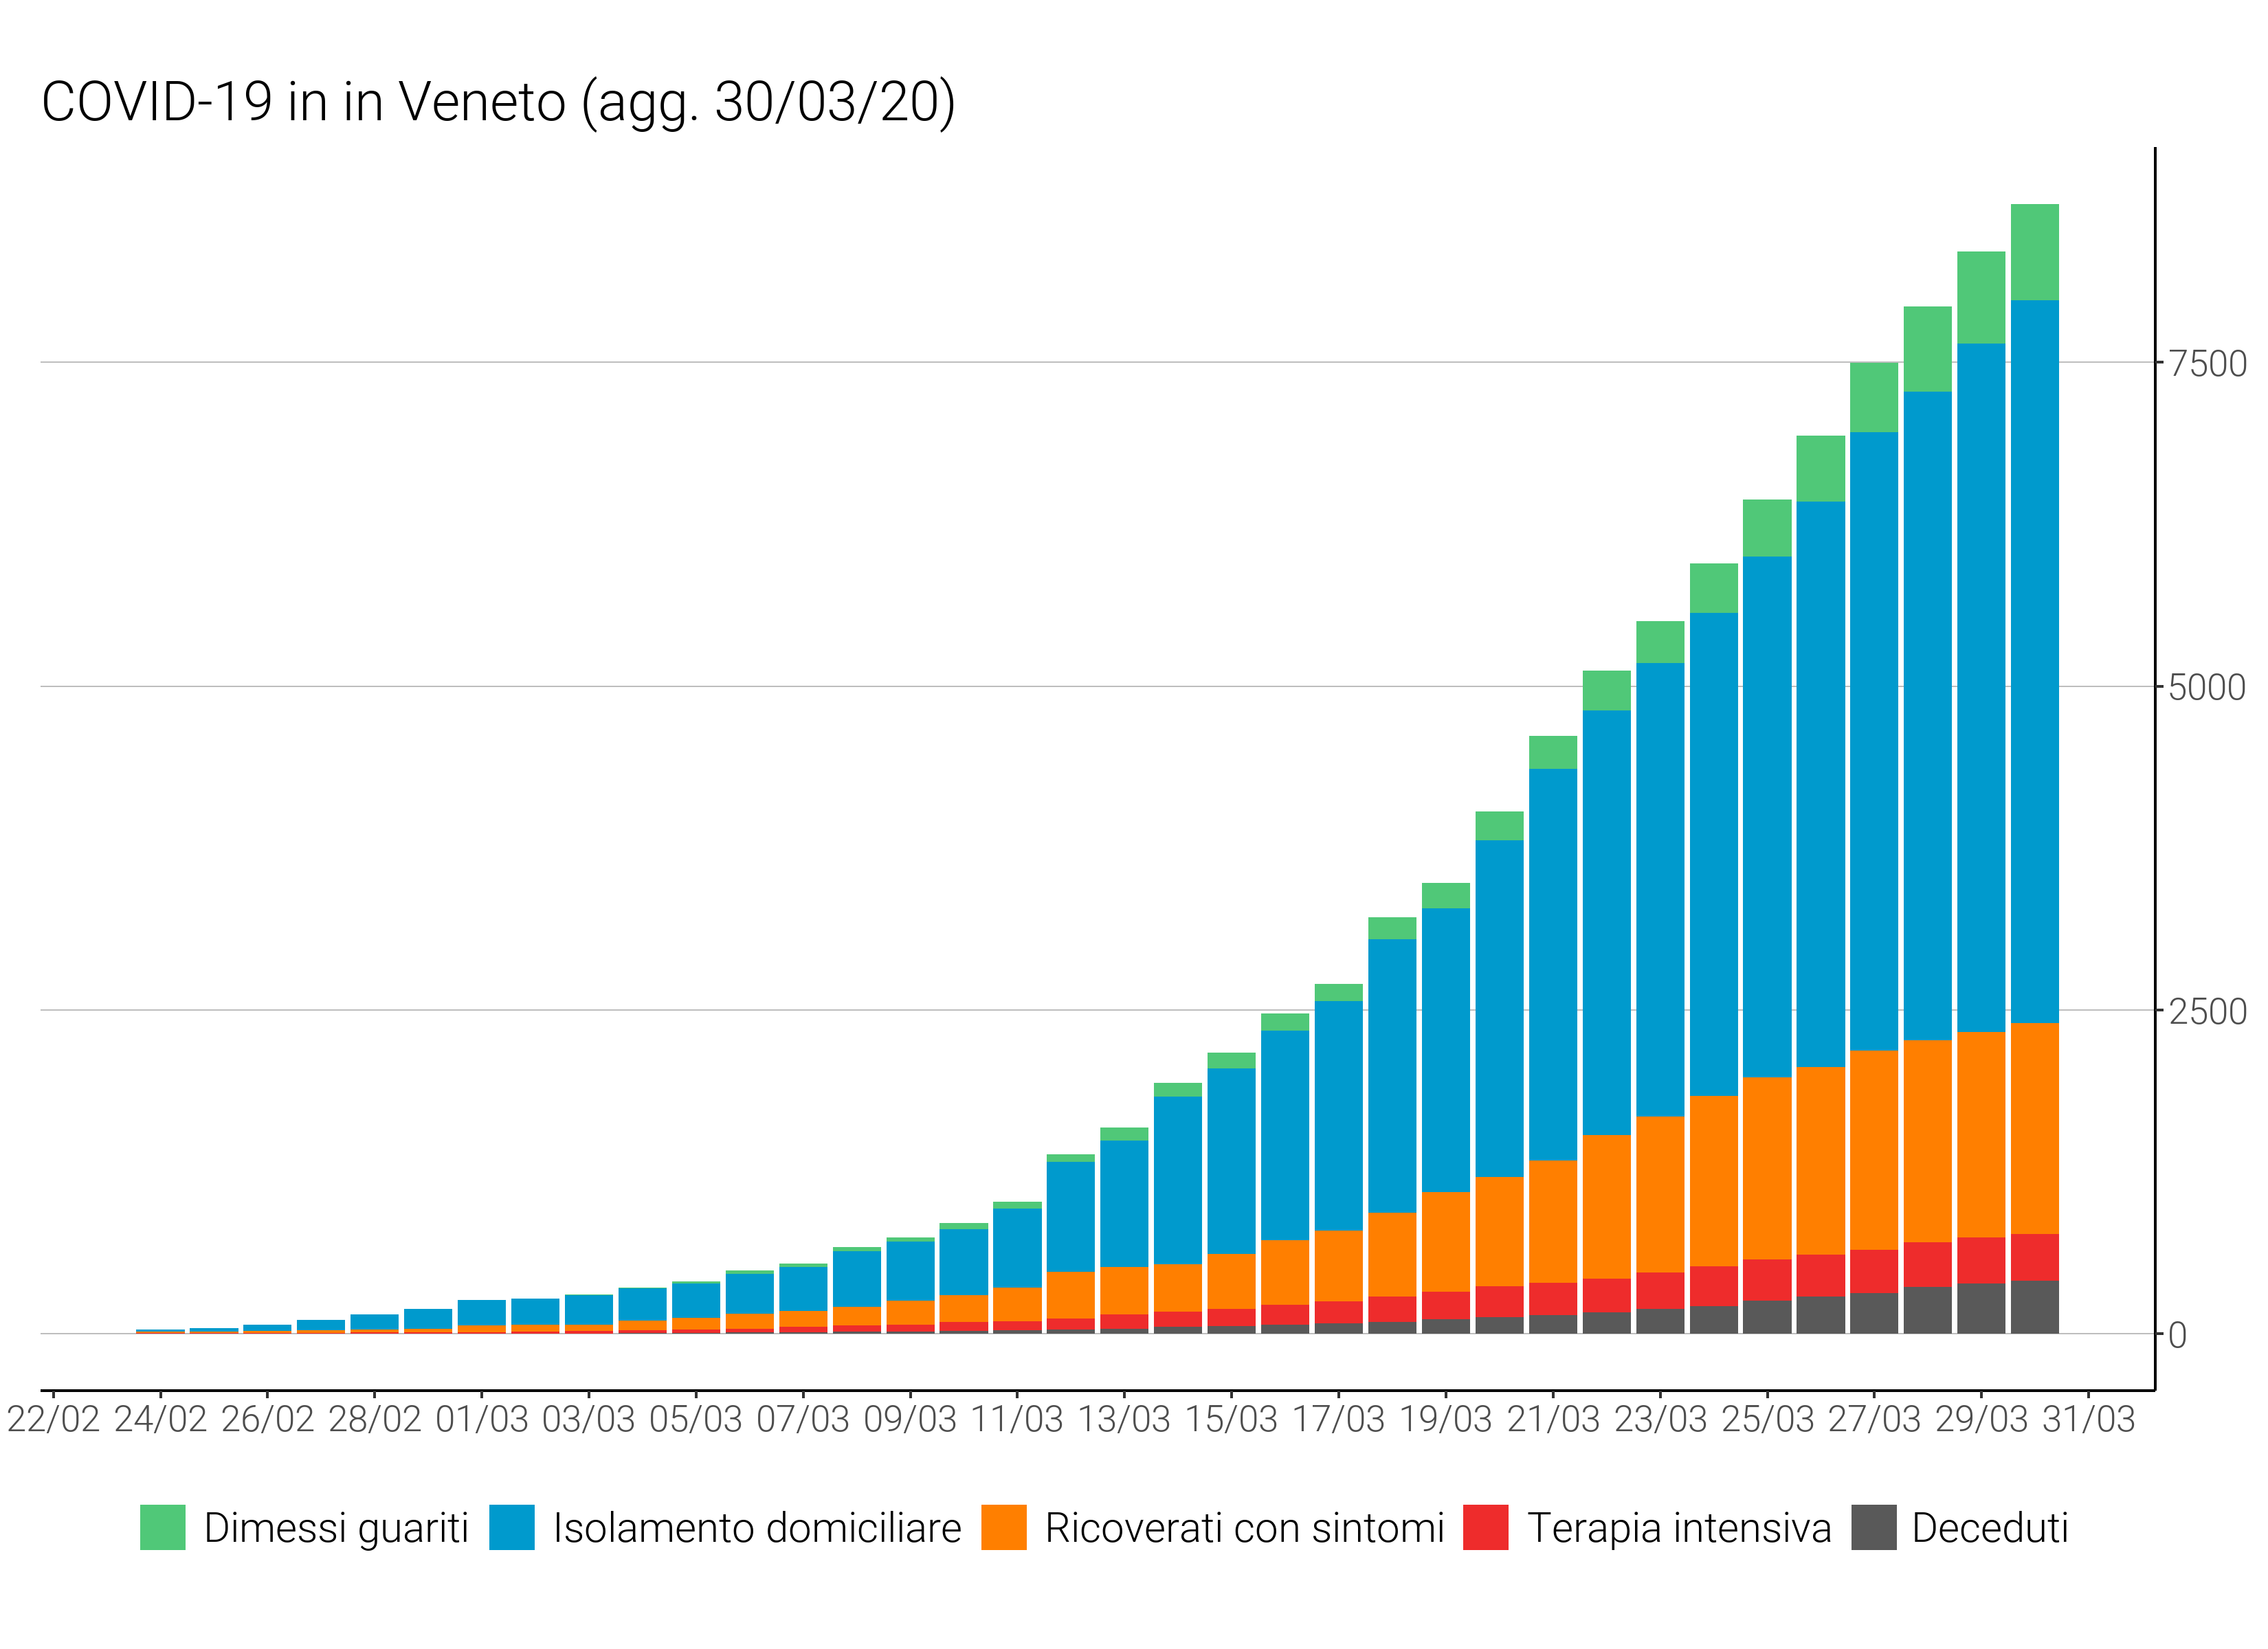 COVID-19 in in Veneto (agg. 30/03/20)
7500
5000
2500
0
22/02 24/02 26/02 28/02 01/03 03/03 05/03 07/03 09/03 11/03 13/03 15/03 17/03 19/03 21/03 23/03 25/03 27/03 29/03 31/03
Dimessi guariti Isolamento domiciliare Ricoverati con sintomi Terapia intensiva Deceduti